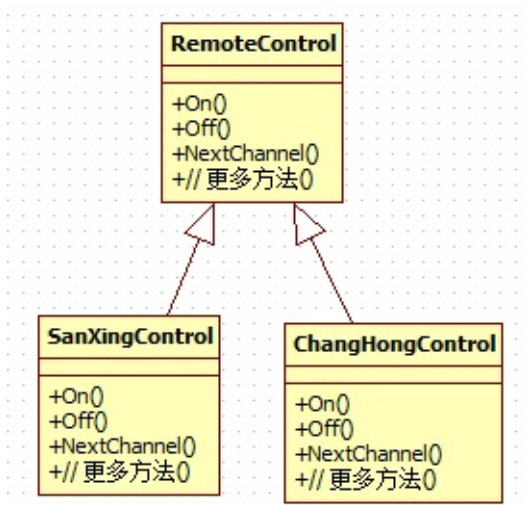 RemoteControl
+On()
+Off()
+NextChannel()
+// 更多方法()
SanXingControl
+On()
+Off()
+NextChannel()
+// 更多方法()
ChangHongControl
+On()
+Off()
+NextChannel()
+// 更多方法()